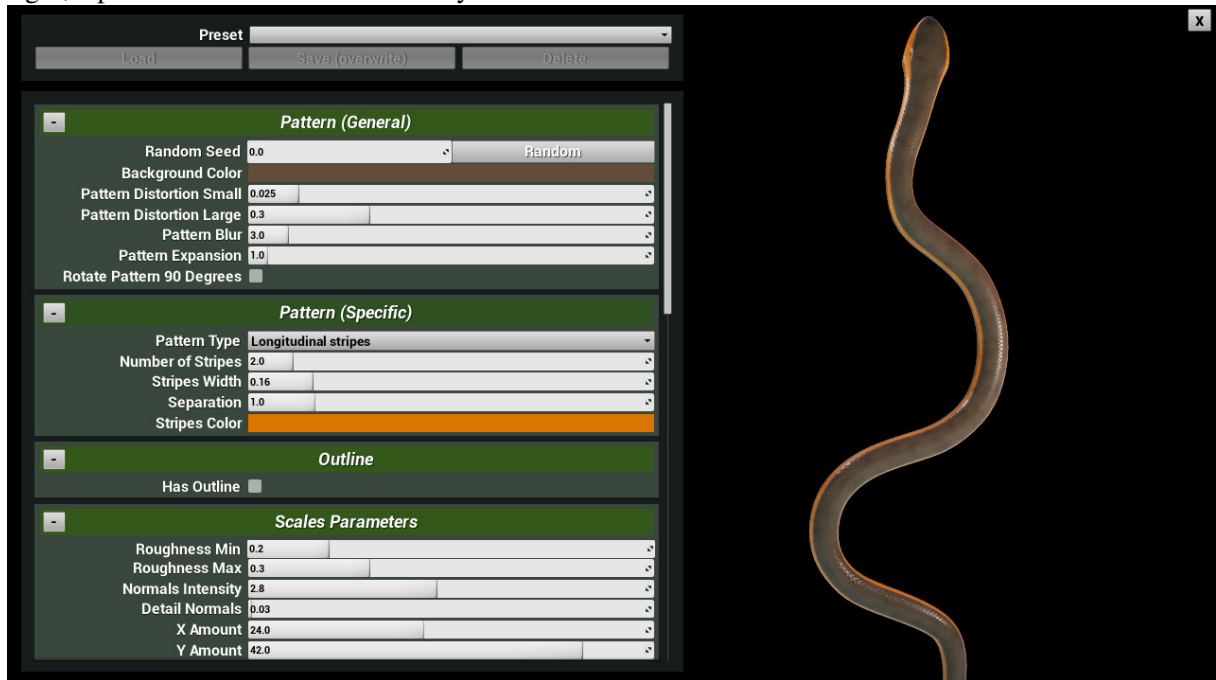 Preset
Load Save (overwrite) Delete
x
- Pattern (General)
Random Seed 0.0 Random
Background Color
Pattern Distortion Small 0.025
Pattern Distortion Large 0.3
Pattern Blur 3.0
Pattern Expansion 1.0
Rotate Pattern 90 Degrees
- Pattern (Specific)
Pattern Type Longitudinal stripes
Number of Stripes 2.0
Stripes Width 0.16
Separation 1.0
Stripes Color
- Outline
Has Outline
- Scales Parameters
Roughness Min 0.2
Roughness Max 0.3
Normals Intensity 2.8
Detail Normals 0.03
X Amount 24.0
Y Amount 42.0